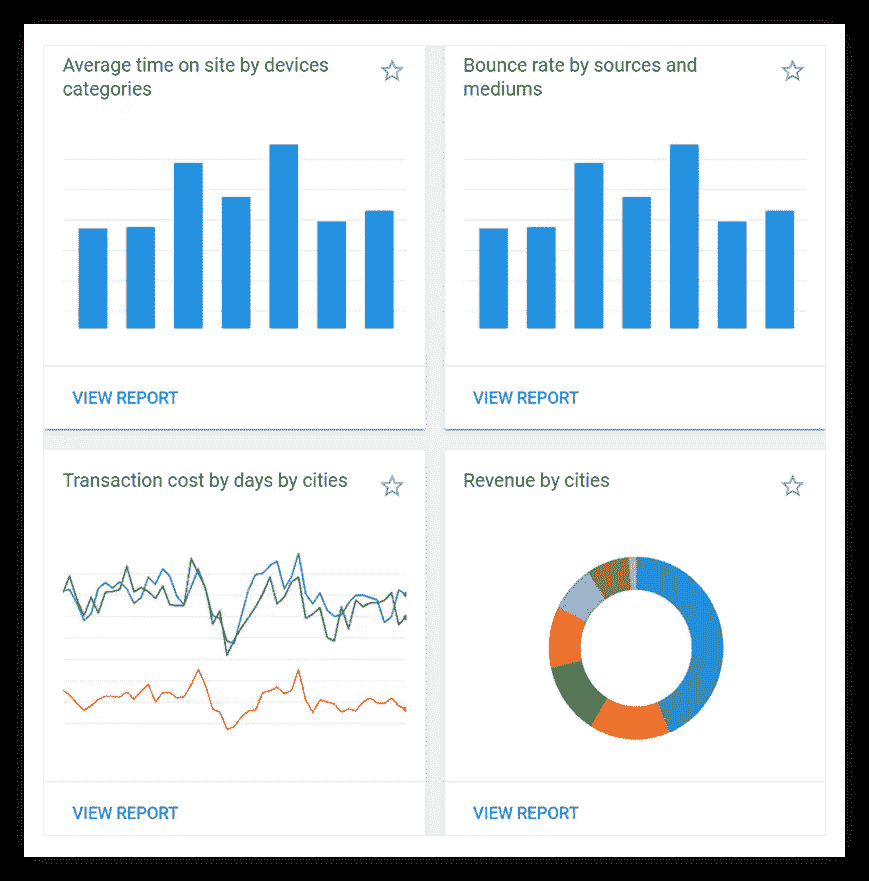 Average time on site by devices
categories
Bounce rate by sources and
mediums
VIEW REPORT
VIEW REPORT
Transaction cost by days by cities
Revenue by cities
VIEW REPORT
VIEW REPORT